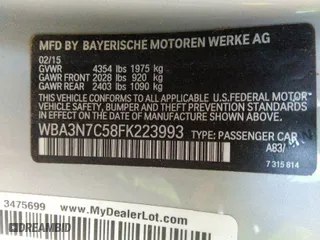 MFD BY BAYERISCHE MOTOREN WERKE AG
02/15
GVWR 4354 lbs 1975 kg
GAWR FRONT 2028 lbs 920 kg
GAWR REAR 2403 lbs 1090 kg
THIS VEHICLE CONFORMS TO ALL APPLICABLE U.S.FEDERAL MOTOR
VEHICLE SAFETY, BUMPER AND THEFT PREVENTION STANDARDS
IN EFFECT ON THE DATE OF MANUFACTURE SHOWN ABOVE.
WBA3N7C58FK223993 TYPE: PASSENGER CAR
A83/
7 315 814
3475699
www.MyDealerLot.com
DREAMBID